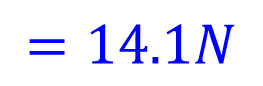 = 14.1N